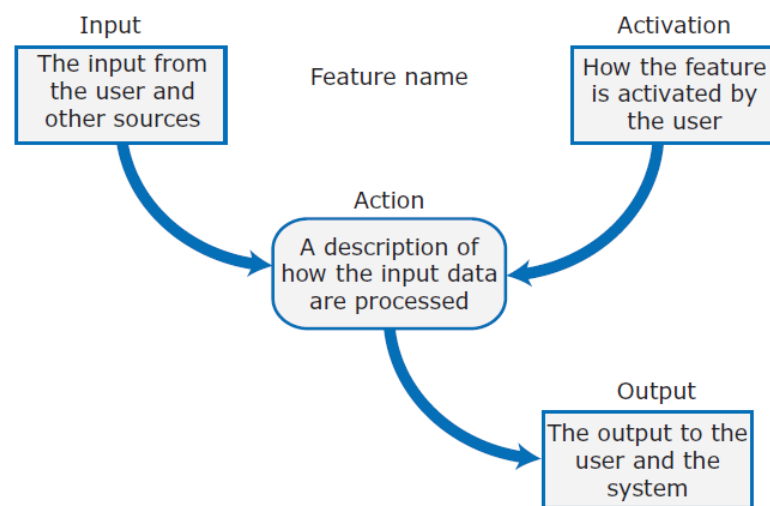 Input
The input from
the user and
other sources
Feature name
Activation
How the feature
is activated by
the user
Action
A description of
how the input data
are processed
Output
The output to the
user and the
system